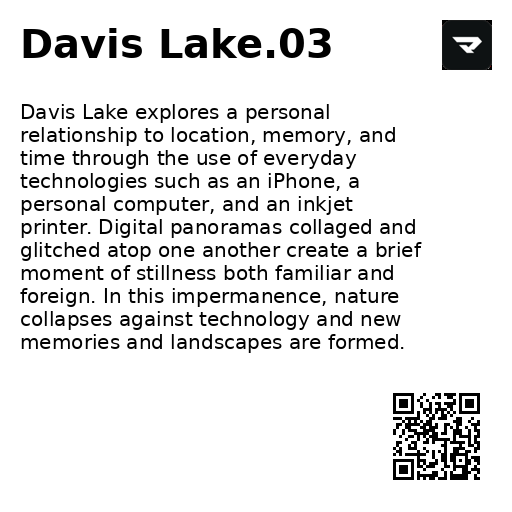 Davis Lake.03
Davis Lake explores a personal
relationship to location, memory, and
time through the use of everyday
technologies such as an iPhone, a
personal computer, and an inkjet
printer. Digital panoramas collaged and
glitched atop one another create a brief
moment of stillness both familiar and
foreign. In this impermanence, nature
collapses against technology and new
memories and landscapes are formed.